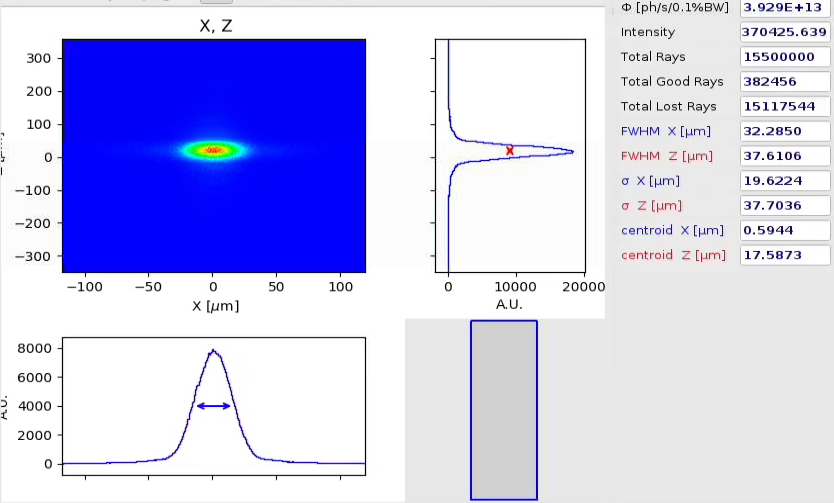 X, Z
300
200
100
0
−100
−200
−300
−100 −50 0 50 100
X [μm]
0 10000 20000
A.U.
8000
6000
4000
2000
0
A.U.
Φ [ph/s/0.1%BW] 3.929E+13
Intensity 370425.639
Total Rays 15500000
Total Good Rays 382456
Total Lost Rays 15117544
FWHM X [μm] 32.2850
FWHM Z [μm] 37.6106
σ X [μm] 19.6224
σ Z [μm] 37.7036
centroid X [μm] 0.5944
centroid Z [μm] 17.5873